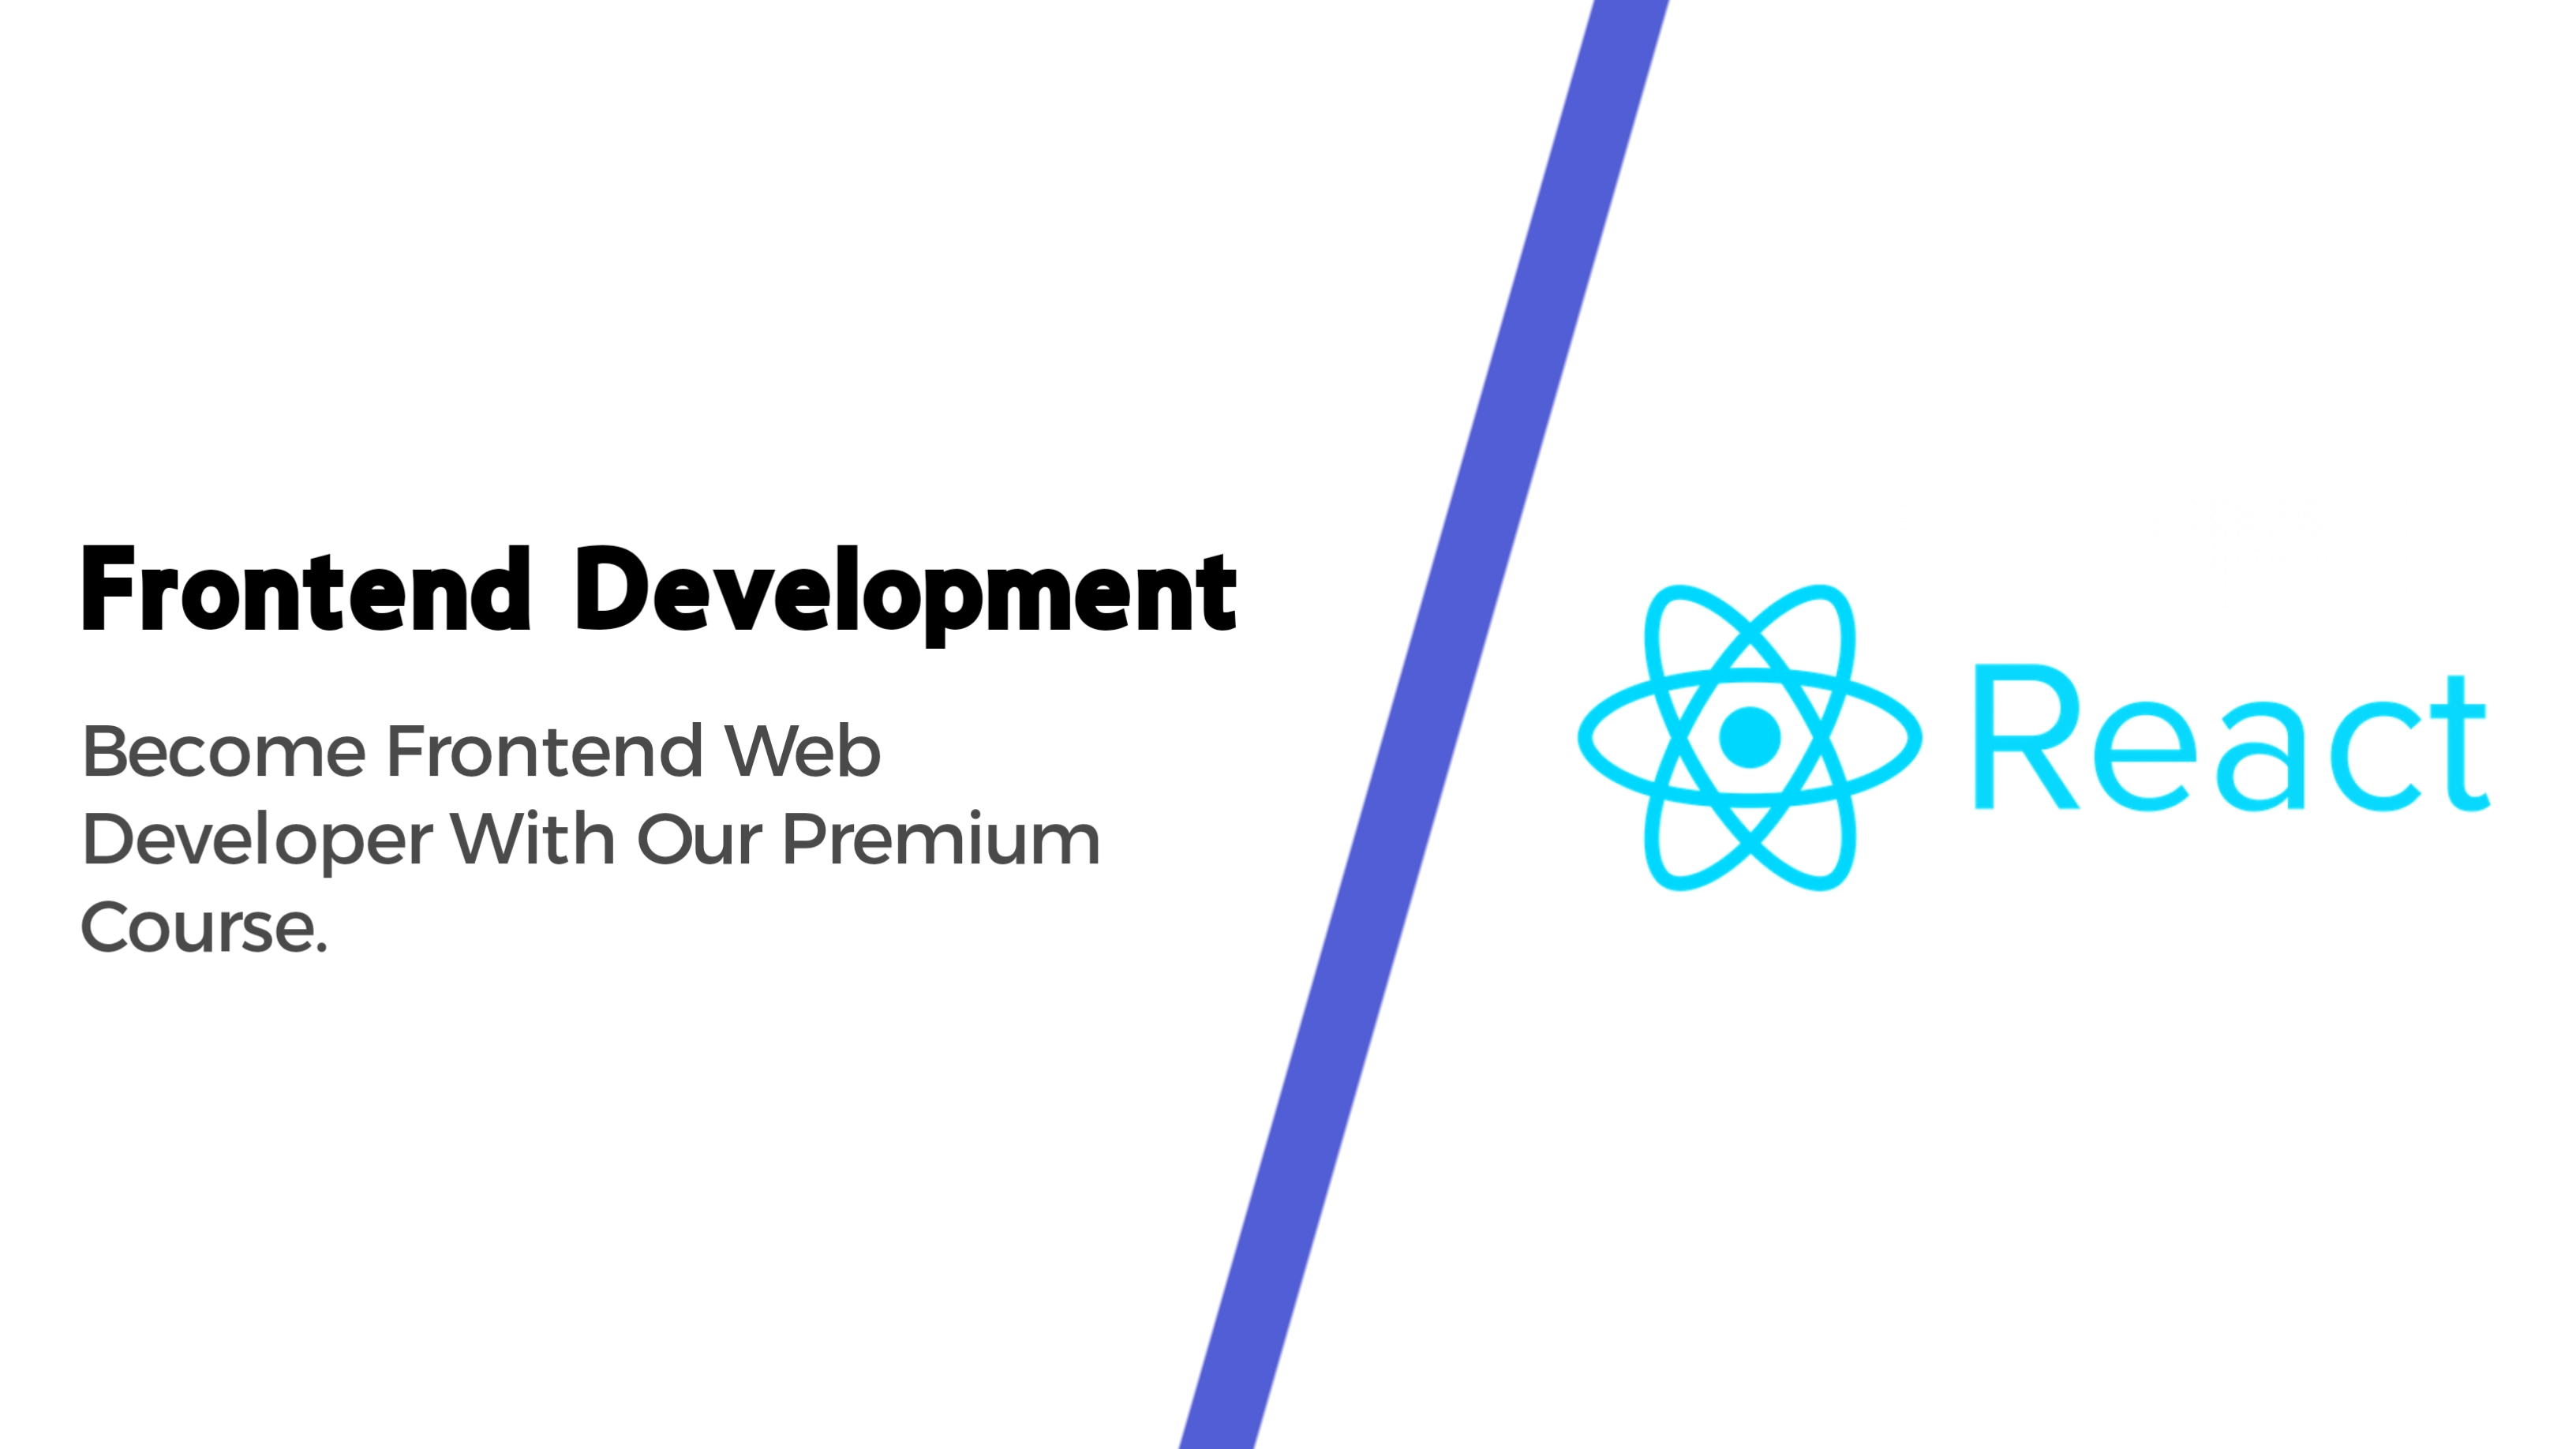 Frontend Development
Become Frontend Web
Developer With Our Premium
Course.
React